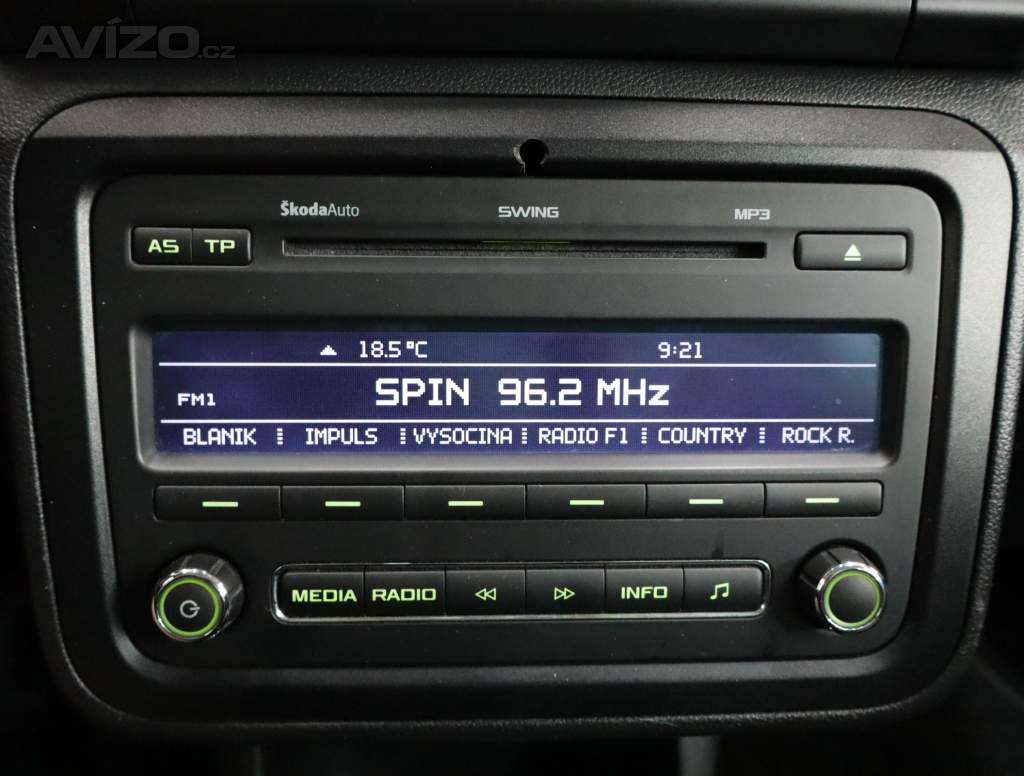 AVÍZO.cz
ŠkodaAuto SWING MP3
AS TP
18.5°C 9:21
FM1 SPIN 96.2 MHz
BLANIK IMPULS VYSOCINA RADIO F1 COUNTRY ROCK R.
MEDIA RADIO INFO